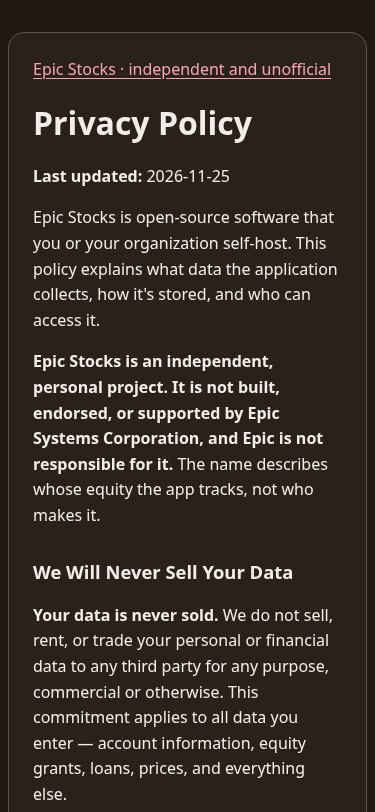 Epic Stocks · independent and unofficial
Privacy Policy
Last updated: 2026-11-25
Epic Stocks is open-source software that
you or your organization self-host. This
policy explains what data the application
collects, how it's stored, and who can
access it.
Epic Stocks is an independent,
personal project. It is not built,
endorsed, or supported by Epic
Systems Corporation, and Epic is not
responsible for it. The name describes
whose equity the app tracks, not who
makes it.
We Will Never Sell Your Data
Your data is never sold. We do not sell,
rent, or trade your personal or financial
data to any third party for any purpose,
commercial or otherwise. This
commitment applies to all data you
enter — account information, equity
grants, loans, prices, and everything
else.